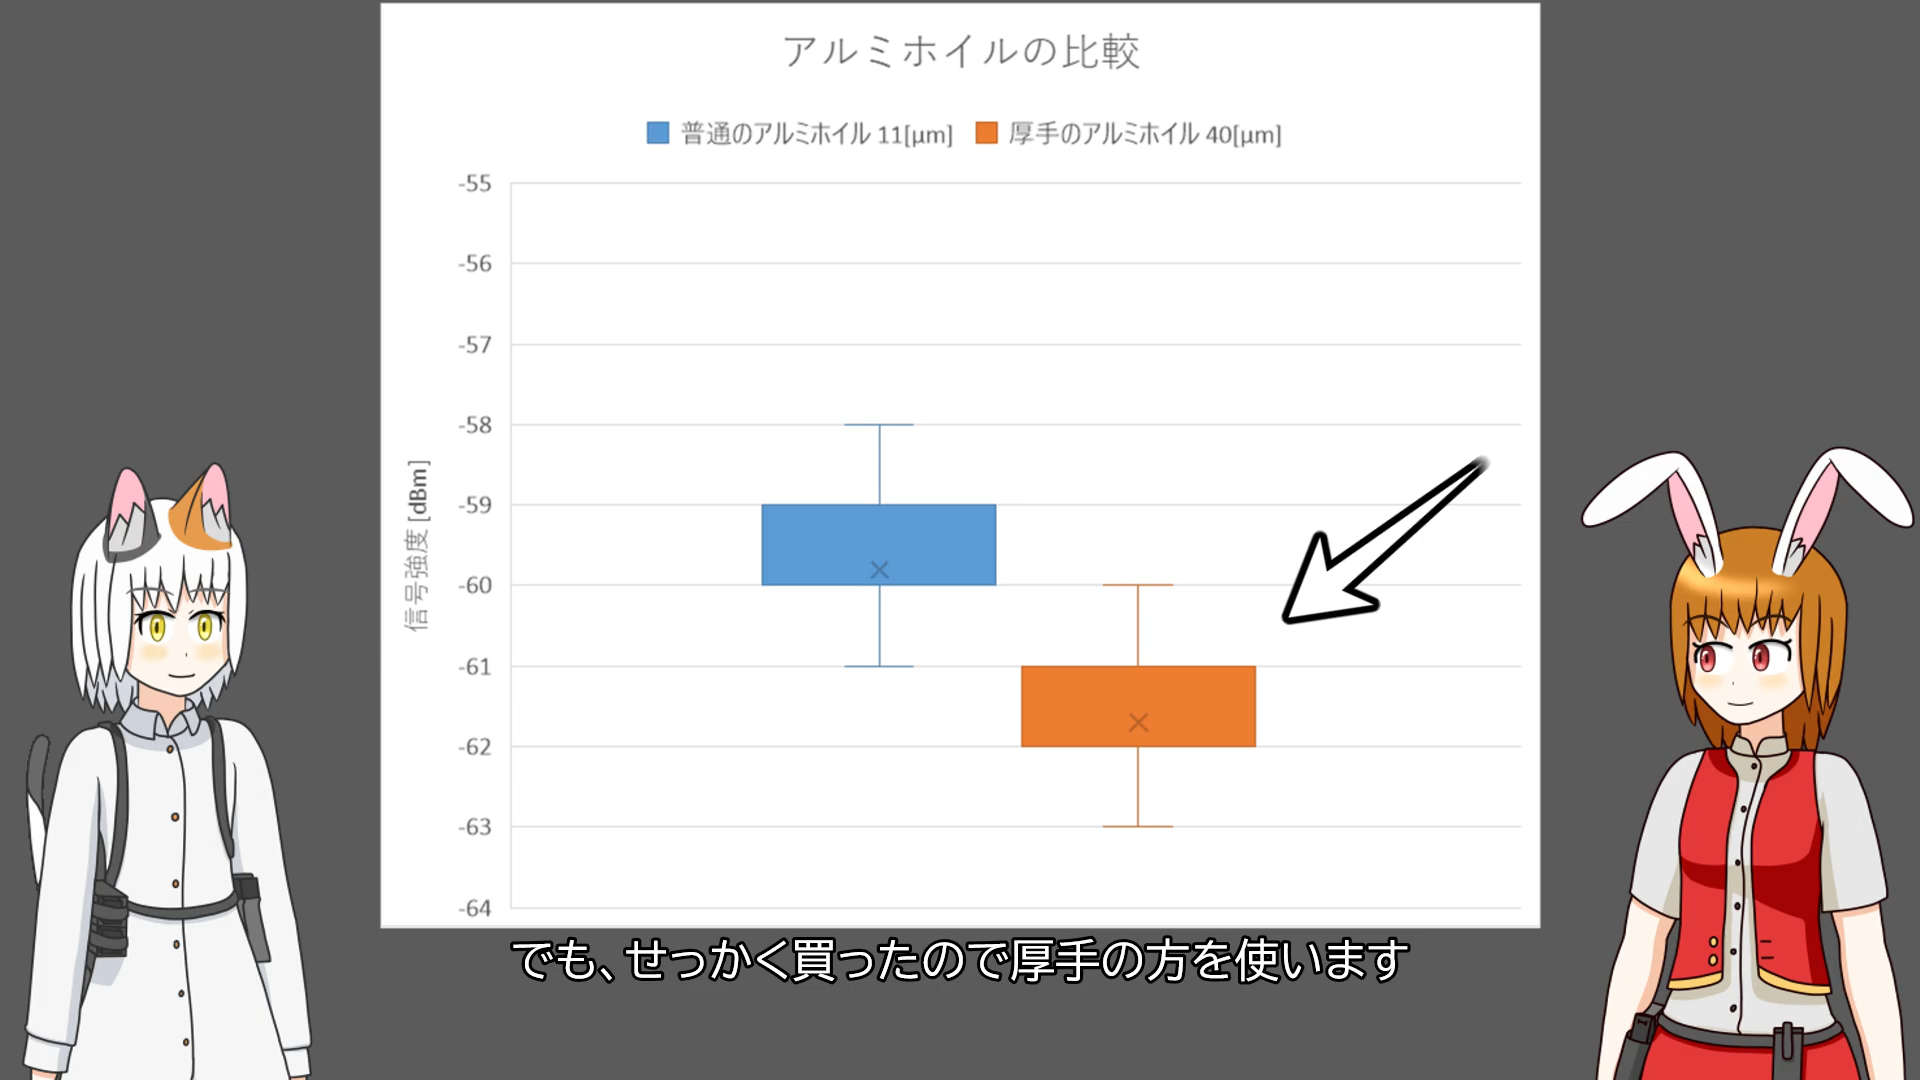 アルミホイルの比較
普通のアルミホイル 11[μm] 厚手のアルミホイル 40[μm]
-55
-56
-57
-58
-59
-60
-61
-62
-63
-64
信号強度 [dBm]
でも、せっかく買ったので厚手の方を使います